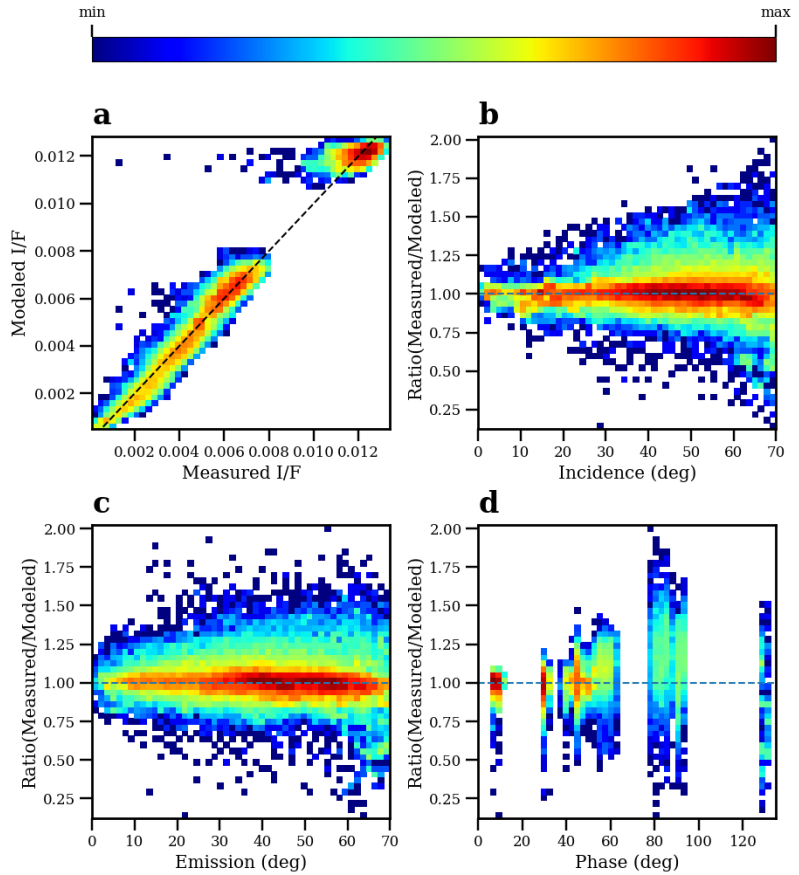 min max
a
0.012
0.010
0.008
0.006
0.004
0.002
Modeled I/F
0.002 0.004 0.006 0.008 0.010 0.012
Measured I/F
b
2.00
1.75
1.50
1.25
1.00
0.75
0.50
0.25
Ratio(Measured/Modeled)
0 10 20 30 40 50 60 70
Incidence (deg)
c
2.00
1.75
1.50
1.25
1.00
0.75
0.50
0.25
Ratio(Measured/Modeled)
0 10 20 30 40 50 60 70
Emission (deg)
d
2.00
1.75
1.50
1.25
1.00
0.75
0.50
0.25
Ratio(Measured/Modeled)
0 20 40 60 80 100 120
Phase (deg)